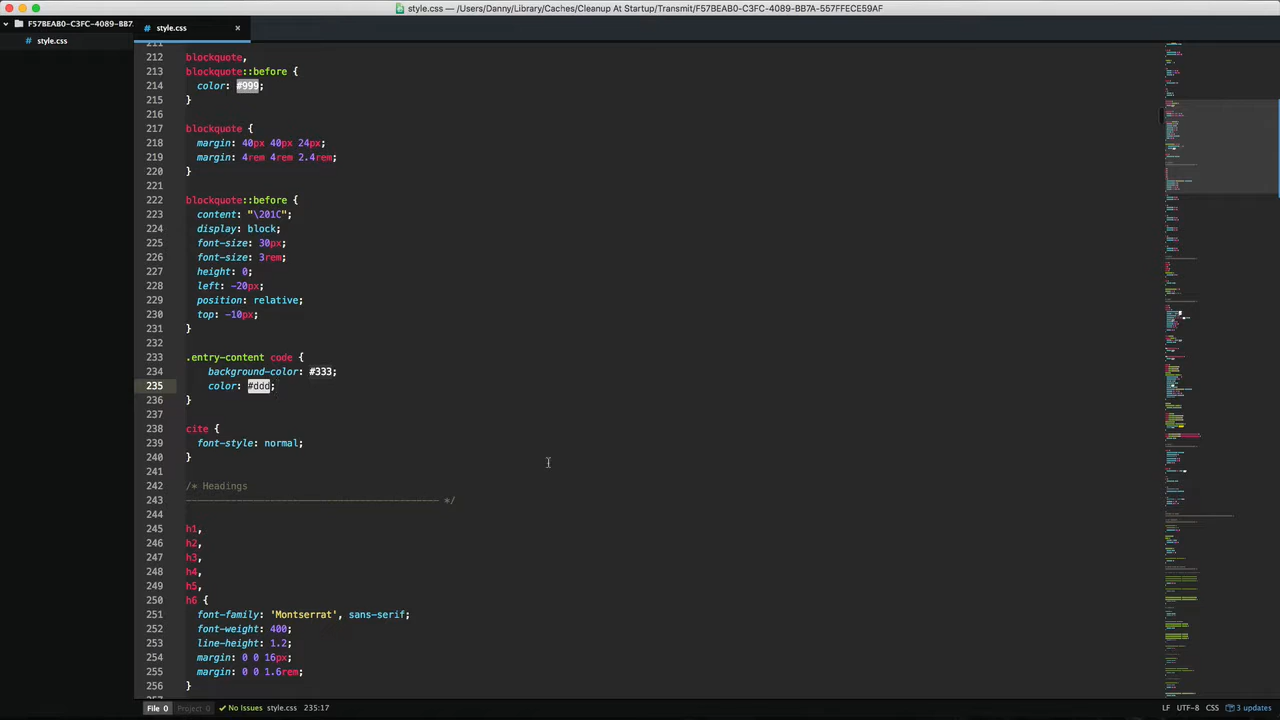 style.css — /Users/Danny/Library/Caches/Cleanup At Startup/Transmit/F57BEAB0-C3FC-4089-BB7A-557FFECE59AF
F57BEAB0-C3FC-4089-BB7.
style.css
style.css
211
212 blockquote,
213 blockquote::before {
214 color: #999;
215 }
216
217 blockquote {
218 margin: 40px 40px 24px;
219 margin: 4rem 4rem 2.4rem;
220 }
221
222 blockquote::before {
223 content: "\201C";
224 display: block;
225 font-size: 30px;
226 font-size: 3rem;
227 height: 0;
228 left: -20px;
229 position: relative;
230 top: -10px;
231 }
232
233 .entry-content code {
234 background-color: #333;
235 color: #ddd;
236 }
237
238 cite {
239 font-style: normal;
240 }
241
242 /* Headings
243 --------------------------------------------- */
244
245 h1,
246 h2,
247 h3,
248 h4,
249 h5,
250 h6 {
251 font-family: 'Montserrat', sans-serif;
252 font-weight: 400;
253 line-height: 1.2;
254 margin: 0 0 16px;
255 margin: 0 0 1.6rem;
256 }
File 0 Project 0 No Issues style.css 235:17 LF UTF-8 CSS 3 updates